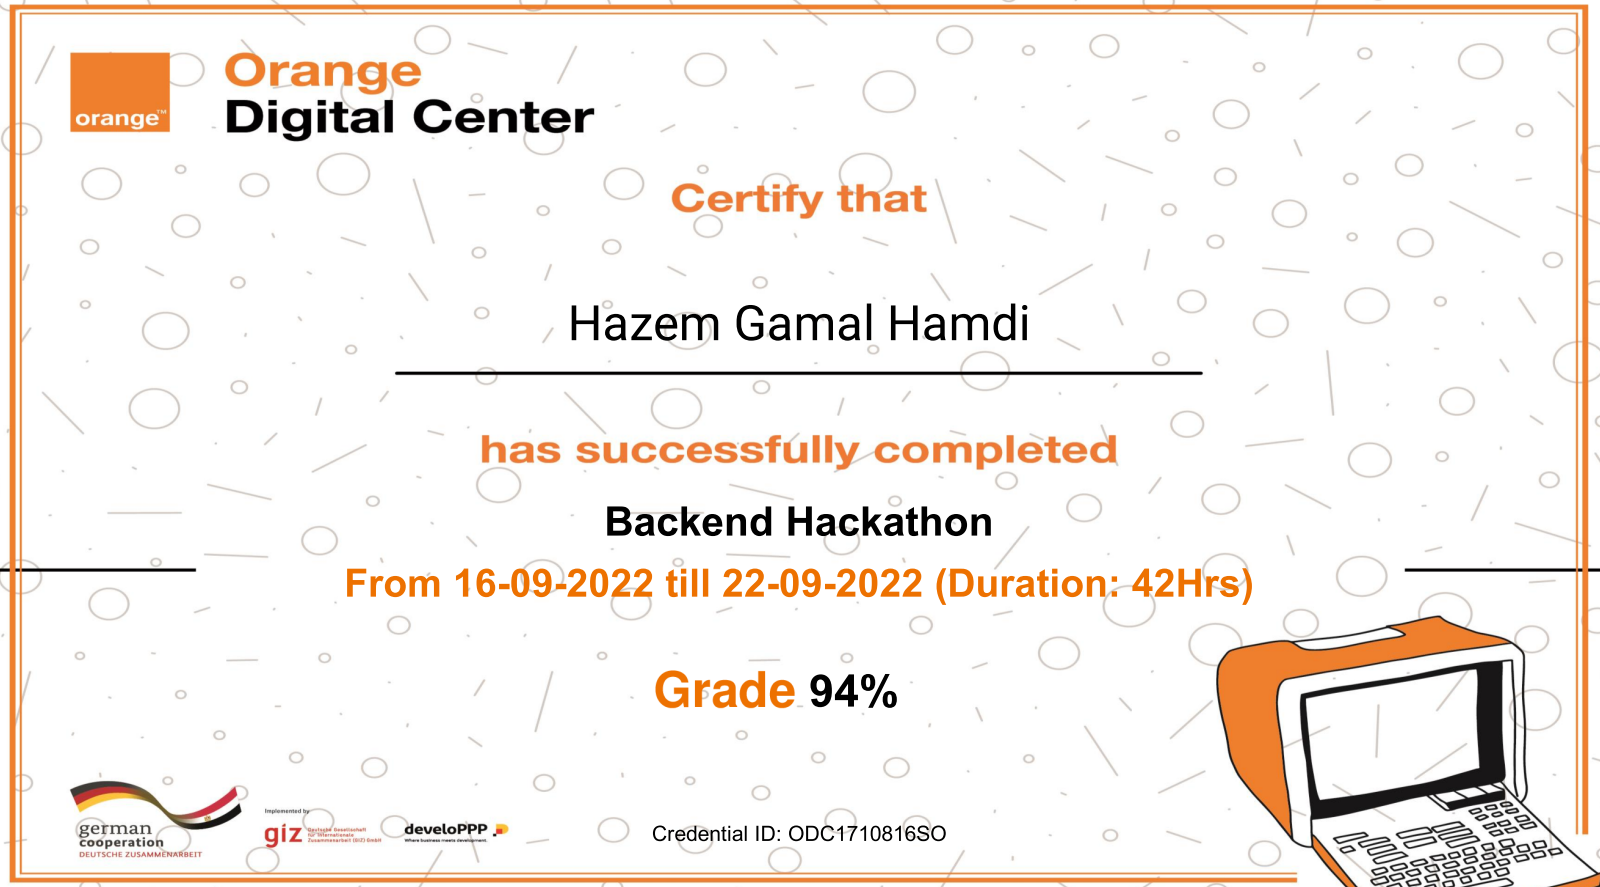 orange™
Orange
Digital Center
Certify that
Hazem Gamal Hamdi
has successfully completed
Backend Hackathon
From 16-09-2022 till 22-09-2022 (Duration: 42Hrs)
Grade 94%
german
cooperation
DEUTSCHE ZUSAMMENARBEIT
Implemented by
giz Deutsche Gesellschaft
für Internationale
Zusammenarbeit (GIZ) GmbH
develoPPP
Where business meets development.
Credential ID: ODC1710816SO